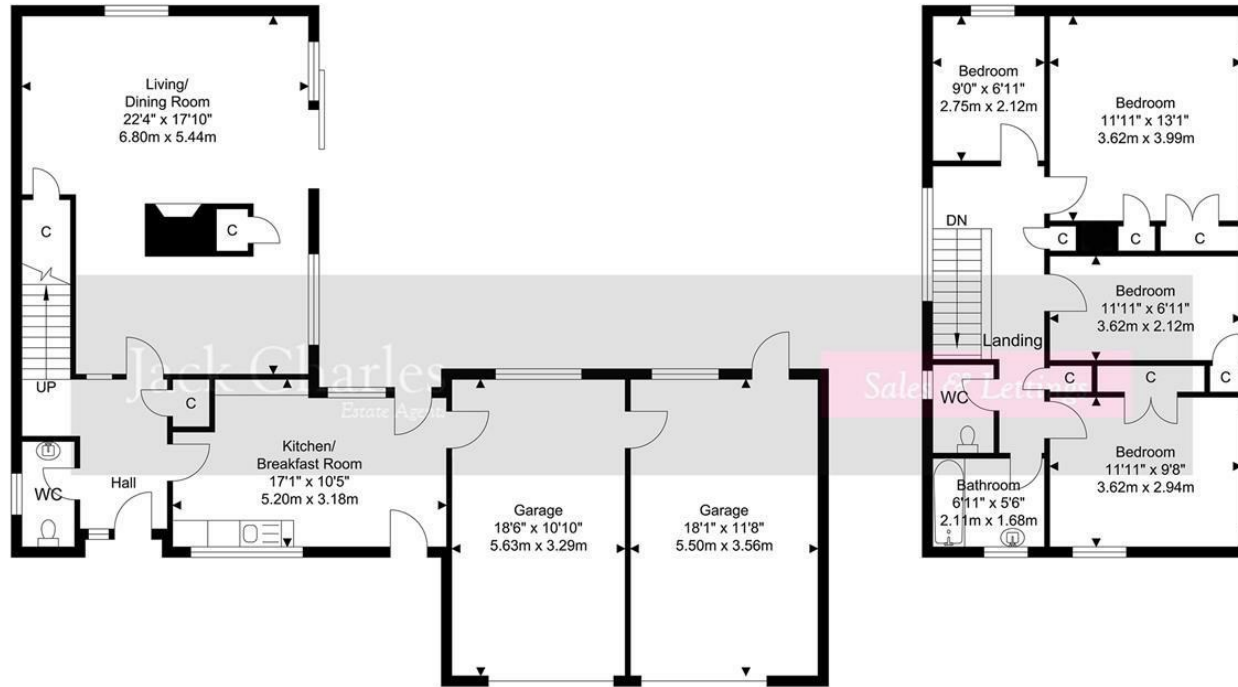 Living/
Dining Room
22'4" x 17'10"
6.80m x 5.44m
C
C
UP
C
WC
Hall
Kitchen/
Breakfast Room
17'1" x 10'5"
5.20m x 3.18m
Garage
18'6" x 10'10"
5.63m x 3.29m
Garage
18'1" x 11'8"
5.50m x 3.56m
Jack Charles
Estate Agents
Sales & Lettings
Bedroom
9'0" x 6'11"
2.75m x 2.12m
Bedroom
11'11" x 13'1"
3.62m x 3.99m
DN
C
C
C
Bedroom
11'11" x 6'11"
3.62m x 2.12m
Landing
C
C
C
WC
Bedroom
11'11" x 9'8"
3.62m x 2.94m
Bathroom
6'11" x 5'6"
2.11m x 1.68m